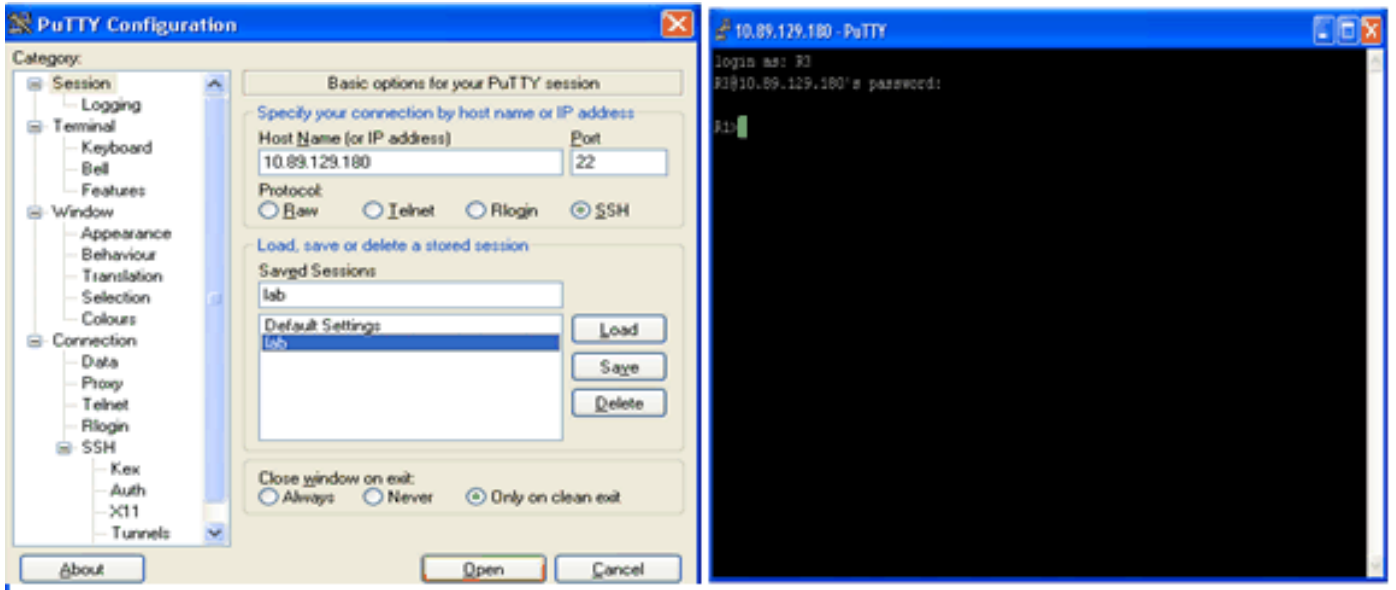 PuTTY Configuration
Category:
Session
Logging
Terminal
Keyboard
Bell
Features
Window
Appearance
Behaviour
Translation
Selection
Colours
Connection
Data
Proxy
Telnet
Rlogin
SSH
Kex
Auth
X11
Tunnels
Basic options for your PuTTY session
Specify your connection by host name or IP address
Host Name (or IP address) Port
10.89.129.180 22
Protocol:
Raw Telnet Rlogin SSH
Load, save or delete a stored session
Saved Sessions
lab
Default Settings
lab
Load
Save
Delete
Close window on exit:
Always Never Only on clean exit
About Open Cancel
10.89.129.180 - PuTTY
login as: R3
R3@10.89.129.180's password:
R1>